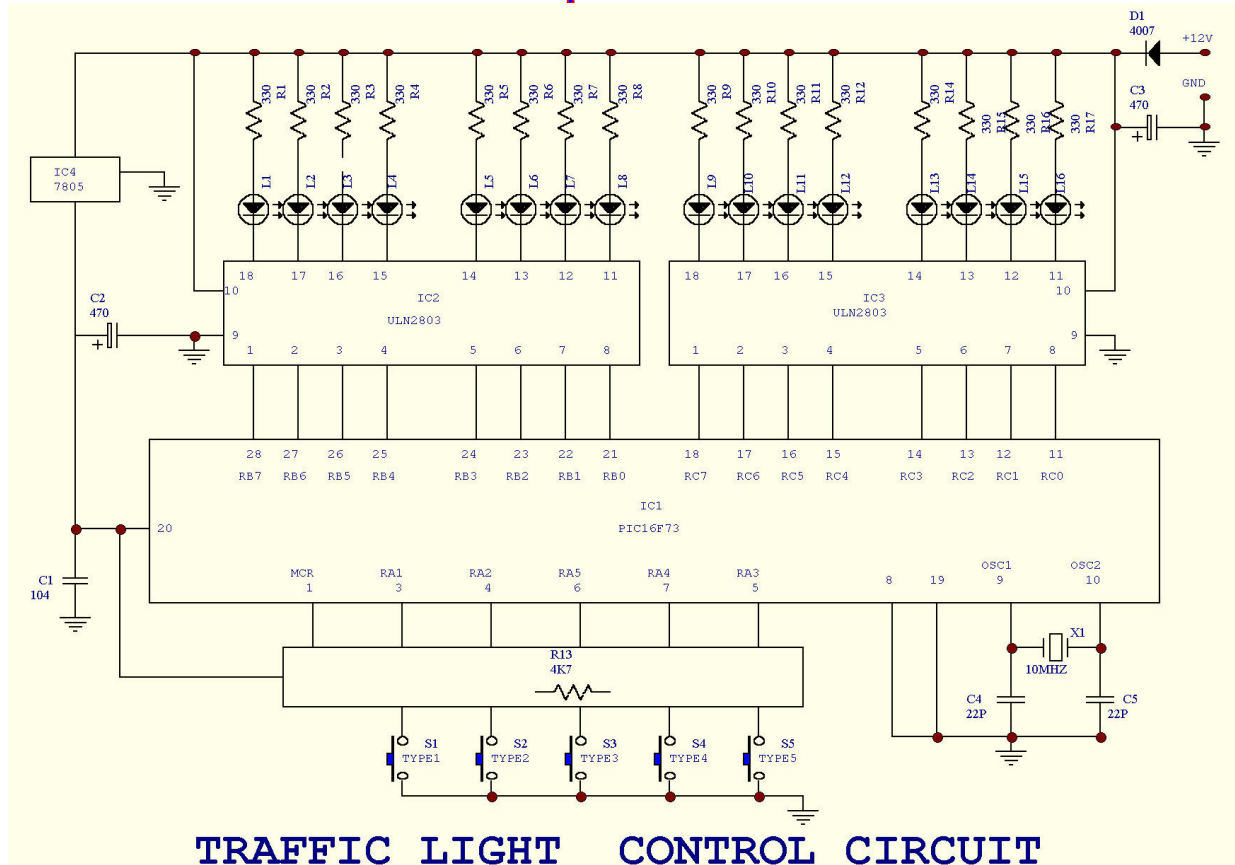 D1
4007
+12V
GND
C3
470
+
330 R1
330 R2
330 R3
330 R4
330 R5
330 R6
330 R7
330 R8
330 R9
330 R10
330 R11
330 R12
330 R14
330 R15
330 R16
330 R17
IC4
7805
L1 L2 L3 L4 L5 L6 L7 L8 L9 L10 L11 L12 L13 L14 L15 L16
18 17 16 15 14 13 12 11
10
IC2
ULN2803
9
1 2 3 4 5 6 7 8
18 17 16 15 14 13 12 11
10
IC3
ULN2803
9
1 2 3 4 5 6 7 8
C2
470
+
28 27 26 25 24 23 22 21 18 17 16 15 14 13 12 11
RB7 RB6 RB5 RB4 RB3 RB2 RB1 RB0 RC7 RC6 RC5 RC4 RC3 RC2 RC1 RC0
IC1
PIC16F73
20
C1
104
MCR RA1 RA2 RA5 RA4 RA3
1 3 4 6 7 5
8 19
OSC1
9
OSC2
10
X1
10MHZ
C4
22P
C5
22P
R13
4K7
S1
TYPE1
S2
TYPE2
S3
TYPE3
S4
TYPE4
S5
TYPE5
TRAFFIC LIGHT CONTROL CIRCUIT